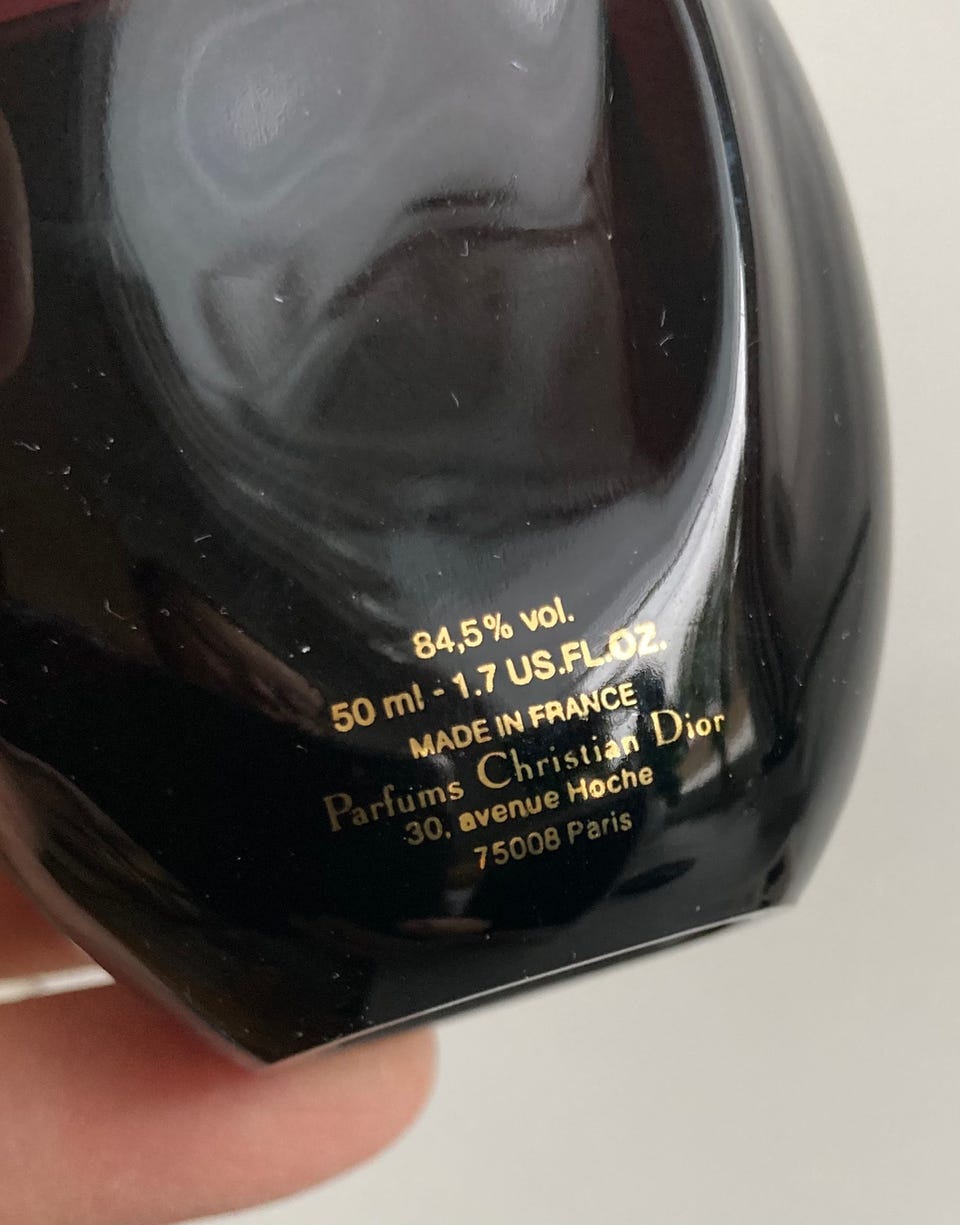 84,5% vol.
50 ml - 1.7 US.FL.OZ.
MADE IN FRANCE
Parfums Christian Dior
30, avenue Hoche
75008 Paris